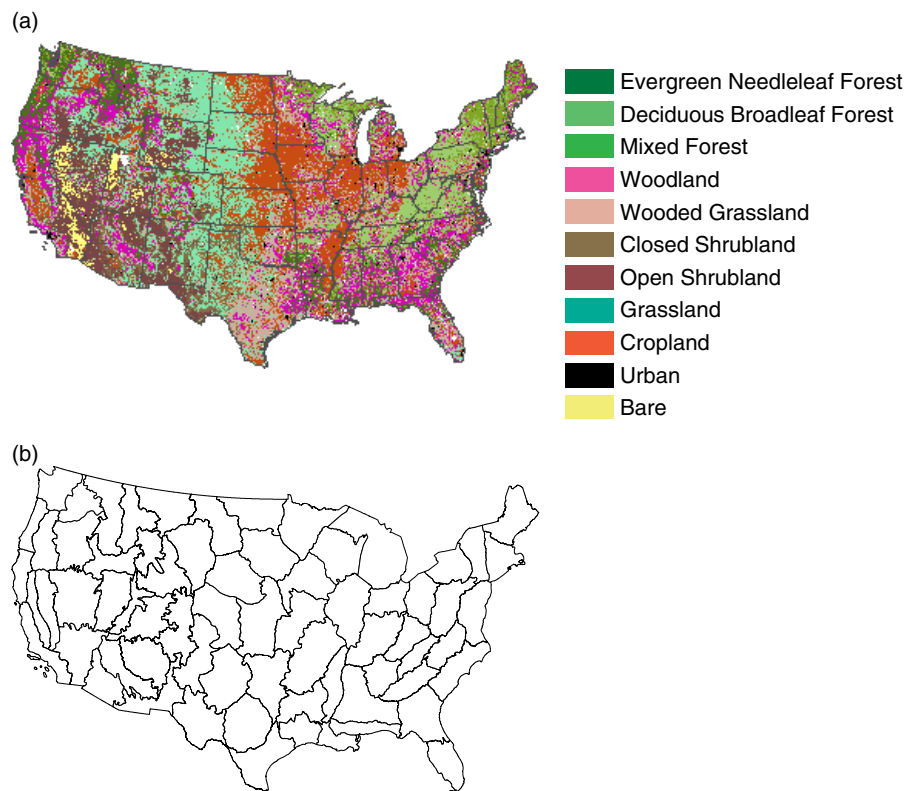 (a)
Evergreen Needleleaf Forest
Deciduous Broadleaf Forest
Mixed Forest
Woodland
Wooded Grassland
Closed Shrubland
Open Shrubland
Grassland
Cropland
Urban
Bare
(b)